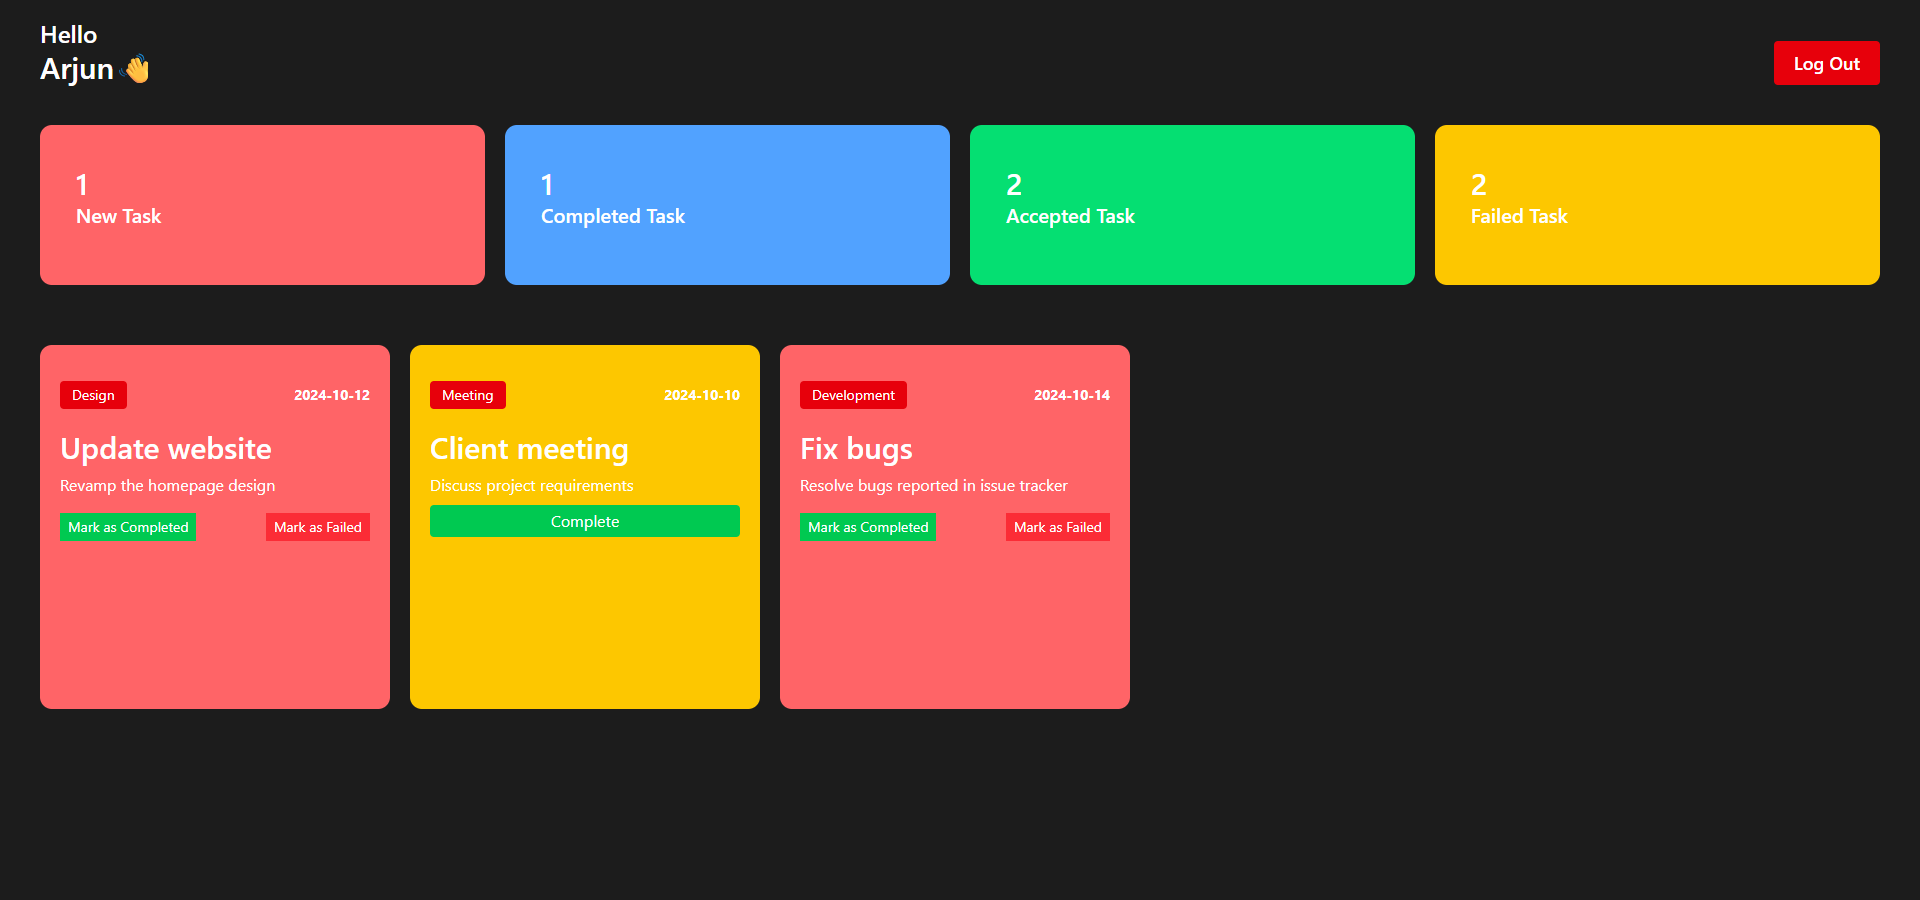 Hello
Arjun 👋
Log Out
1
New Task
1
Completed Task
2
Accepted Task
2
Failed Task
Design
2024-10-12
Update website
Revamp the homepage design
Mark as Completed
Mark as Failed
Meeting
2024-10-10
Client meeting
Discuss project requirements
Complete
Development
2024-10-14
Fix bugs
Resolve bugs reported in issue tracker
Mark as Completed
Mark as Failed